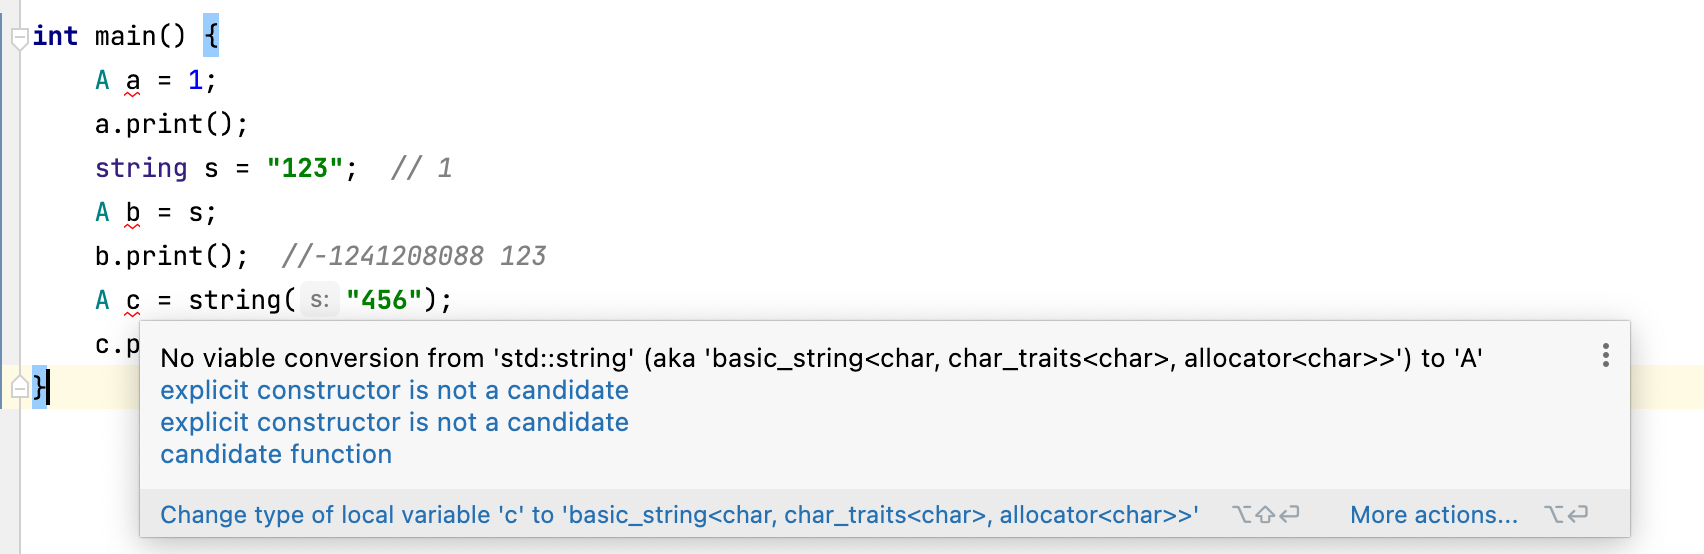 int main() {
A a = 1;
a.print();
string s = "123";  // 1
A b = s;
b.print();  //-1241208088 123
A c = string( s: "456");
c.p
}
No viable conversion from 'std::string' (aka 'basic_string<char, char_traits<char>, allocator<char>>') to 'A'
explicit constructor is not a candidate
explicit constructor is not a candidate
candidate function
Change type of local variable 'c' to 'basic_string<char, char_traits<char>, allocator<char>>' ⌥⇧⏎ More actions... ⌥⏎